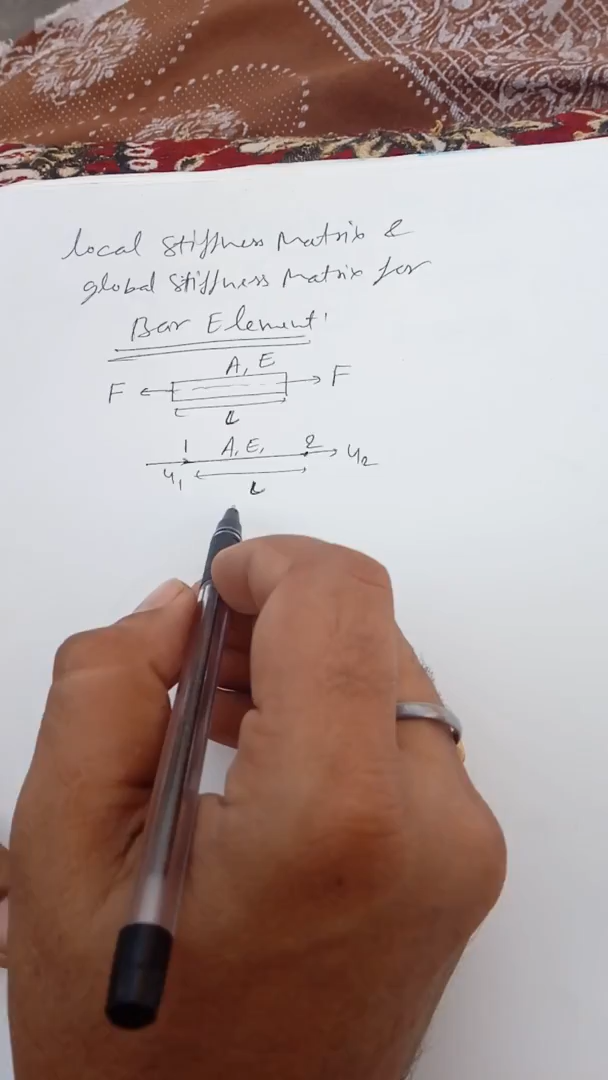 local stiffness Matrix &
global stiffness Matrix for
Bar Element
A, E
F F
L
1 A, E, 2
u1 u2
L